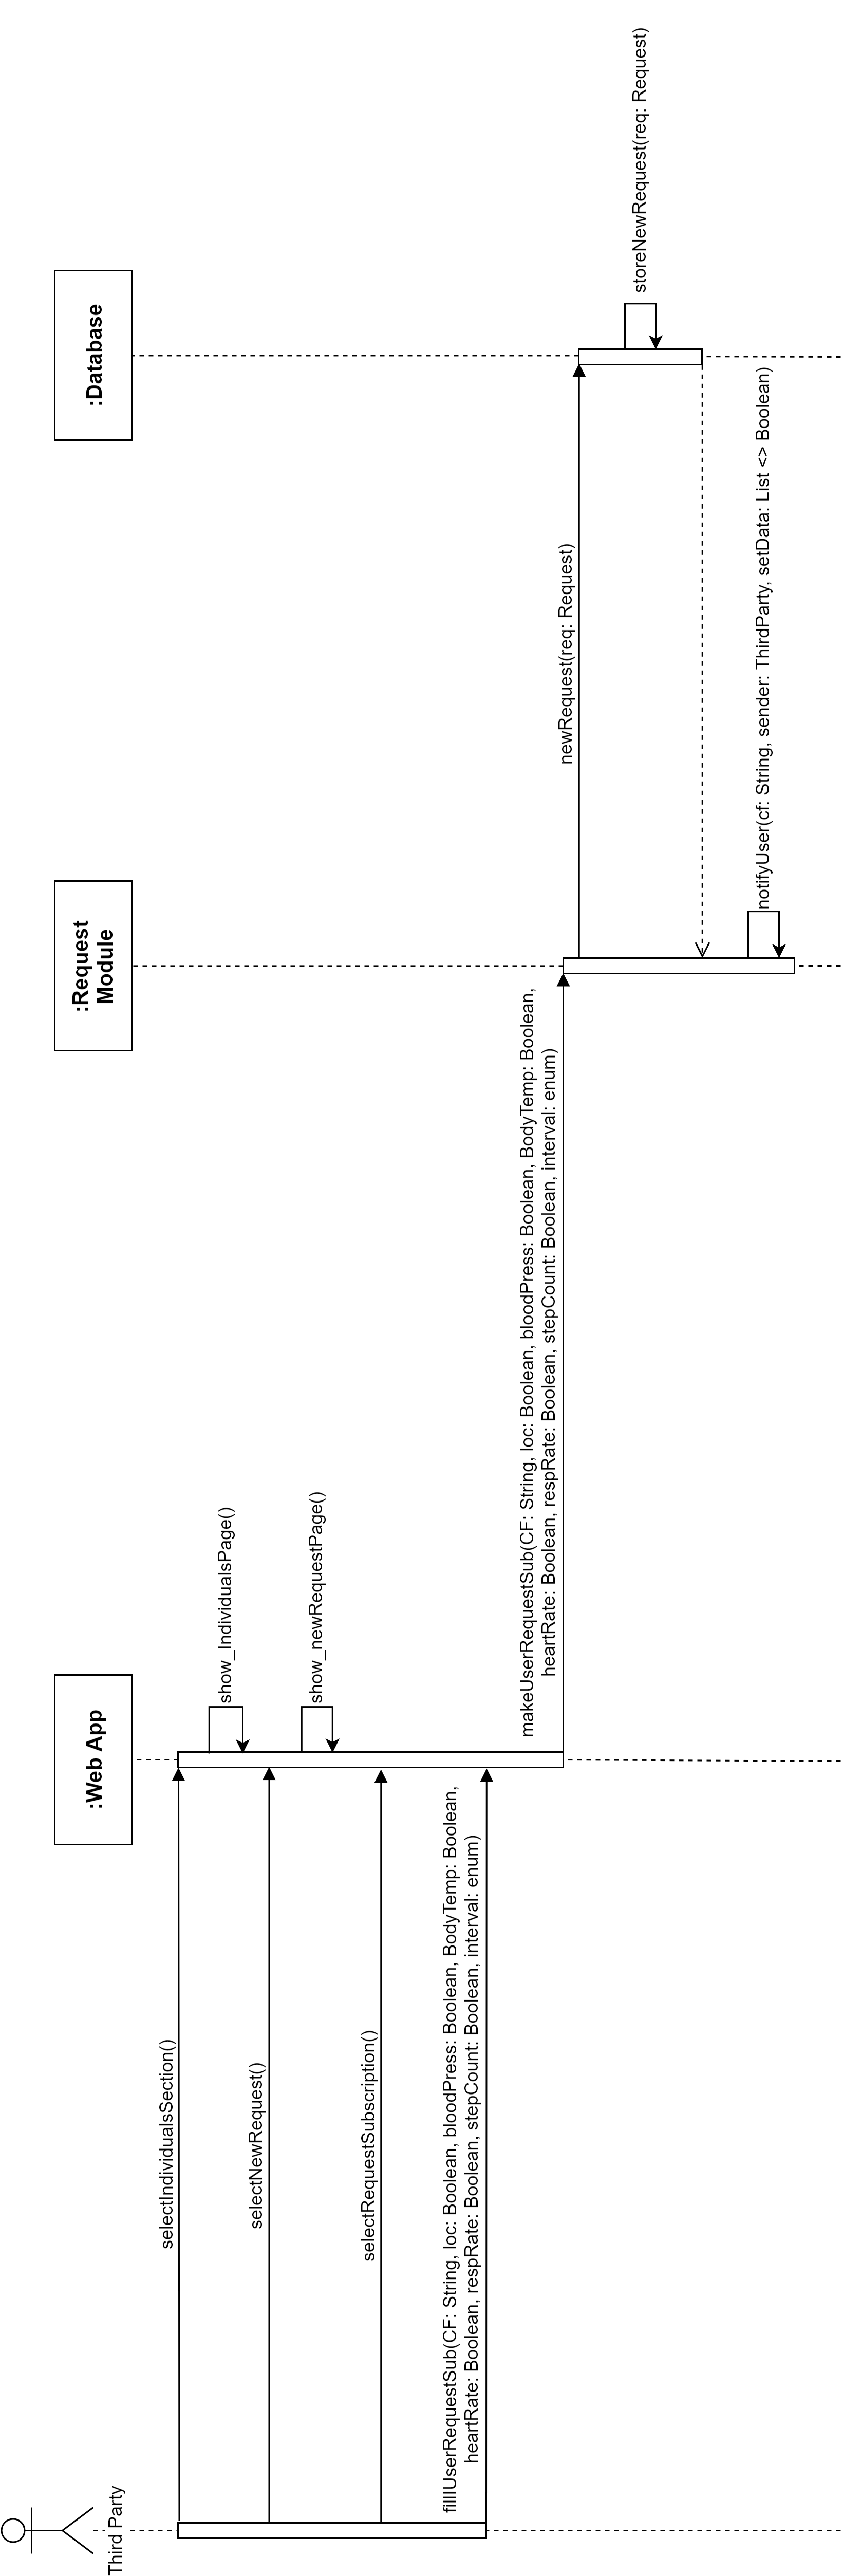 Third Party
:Web App
:Request
Module
:Database
selectIndividualsSection()
show_IndividualsPage()
selectNewRequest()
show_newRequestPage()
selectRequestSubscription()
fillIUserRequestSub(CF: String, loc: Boolean, bloodPress: Boolean, BodyTemp: Boolean,
heartRate: Boolean, respRate: Boolean, stepCount: Boolean, interval: enum)
makeUserRequestSub(CF: String, loc: Boolean, bloodPress: Boolean, BodyTemp: Boolean,
heartRate: Boolean, respRate: Boolean, stepCount: Boolean, interval: enum)
newRequest(req: Request)
storeNewRequest(req: Request)
notifyUser(cf: String, sender: ThirdParty, setData: List <> Boolean)